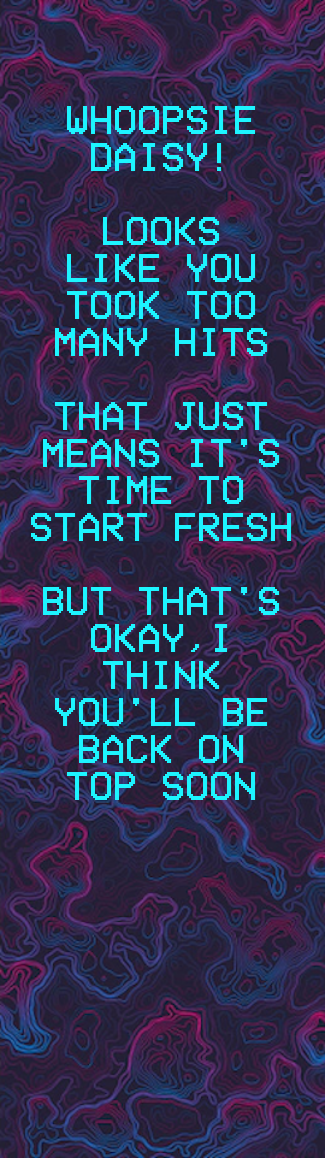 WHOOPSIE
DAISY!
LOOKS
LIKE YOU
TOOK TOO
MANY HITS
THAT JUST
MEANS IT'S
TIME TO
START FRESH
BUT THAT'S
OKAY,I
THINK
YOU'LL BE
BACK ON
TOP SOON